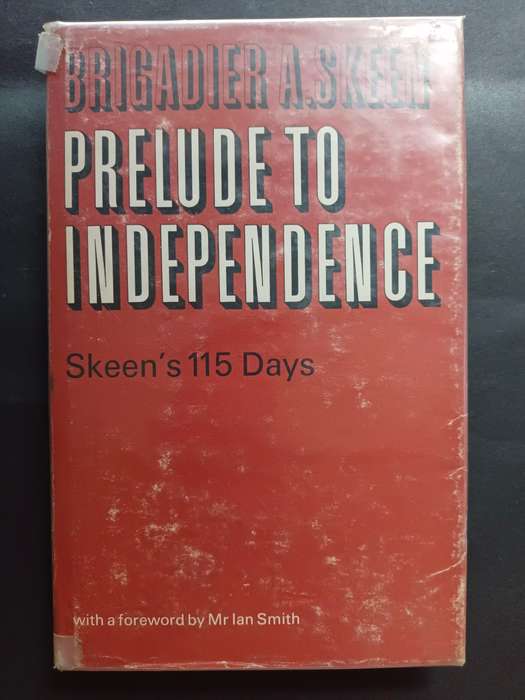 BRIGADIER A.SKEEN
PRELUDE TO
INDEPENDENCE
Skeen's 115 Days
with a foreword by Mr Ian Smith